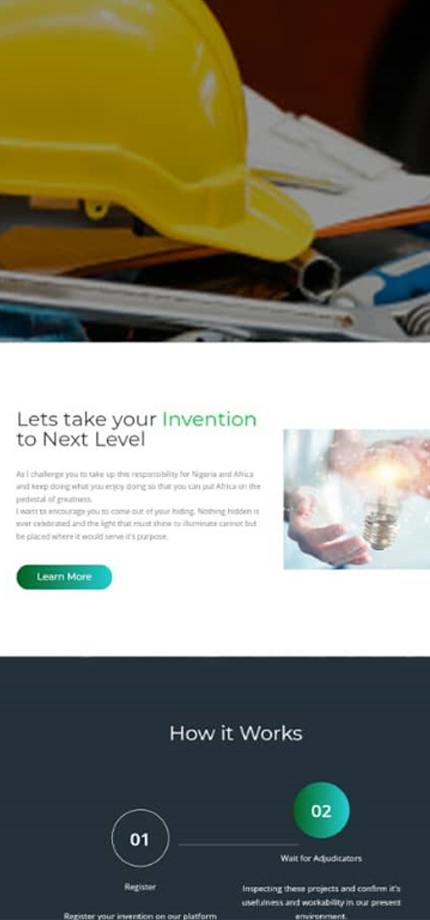 Lets take your Invention
to Next Level
As I challenge you to take up this responsibility for Nigeria and Africa
and keep doing what you enjoy doing so that you can put Africa on the
pedestal of greatness.
I want to encourage you to come out of your hiding. Nothing hidden is
ever celebrated and the light that must shine to illuminate cannot but
be placed where it would serve it's purpose.
Learn More
How it Works
01
Register
Register your invention on our platform
02
Wait for Adjudicators
Inspecting these projects and confirm it's
usefulness and workability in our present
environment.